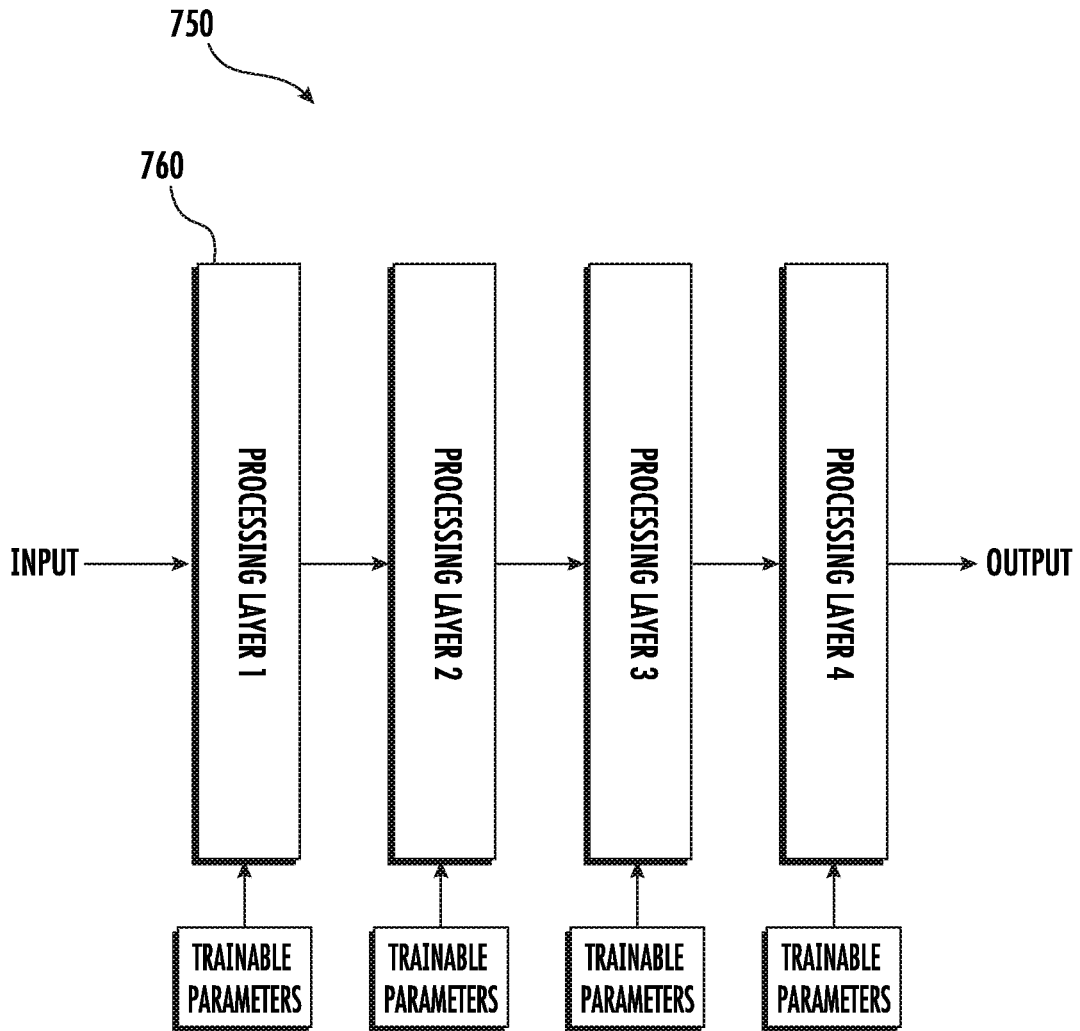 750
760
PROCESSING LAYER 1
PROCESSING LAYER 2
PROCESSING LAYER 3
PROCESSING LAYER 4
INPUT
OUTPUT
TRAINABLE
PARAMETERS
TRAINABLE
PARAMETERS
TRAINABLE
PARAMETERS
TRAINABLE
PARAMETERS